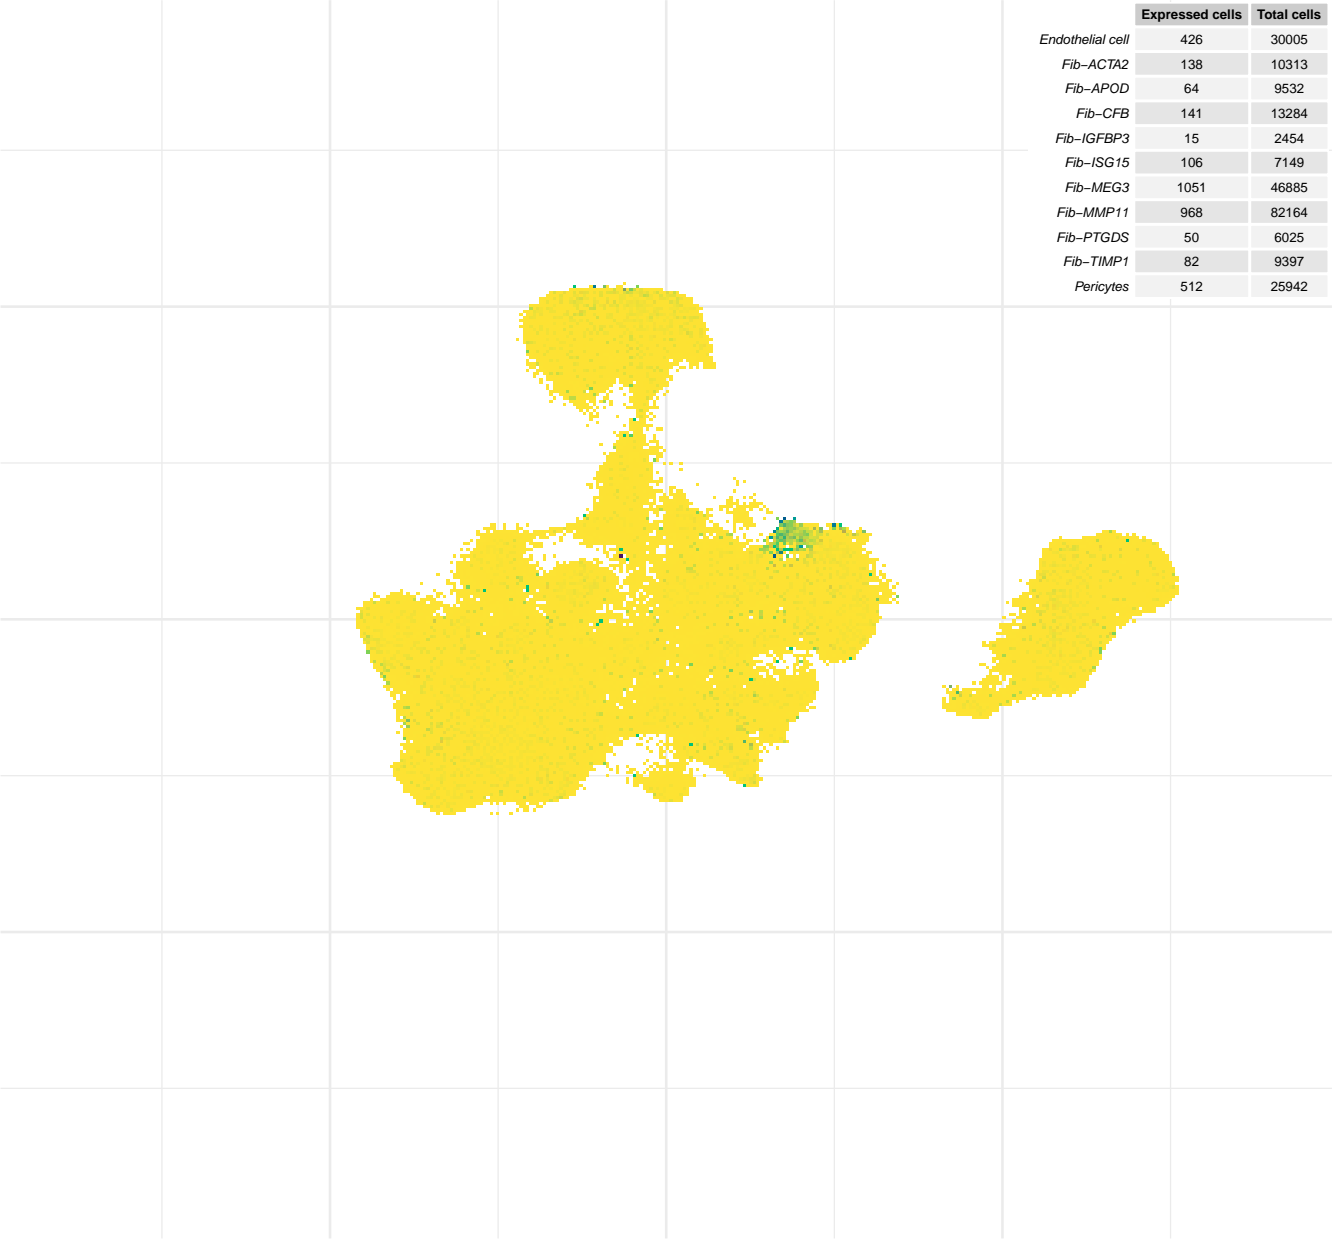 Expressed cells Total cells
Endothelial cell 426 30005
Fib−ACTA2 138 10313
Fib−APOD 64 9532
Fib−CFB 141 13284
Fib−IGFBP3 15 2454
Fib−ISG15 106 7149
Fib−MEG3 1051 46885
Fib−MMP11 968 82164
Fib−PTGDS 50 6025
Fib−TIMP1 82 9397
Pericytes 512 25942